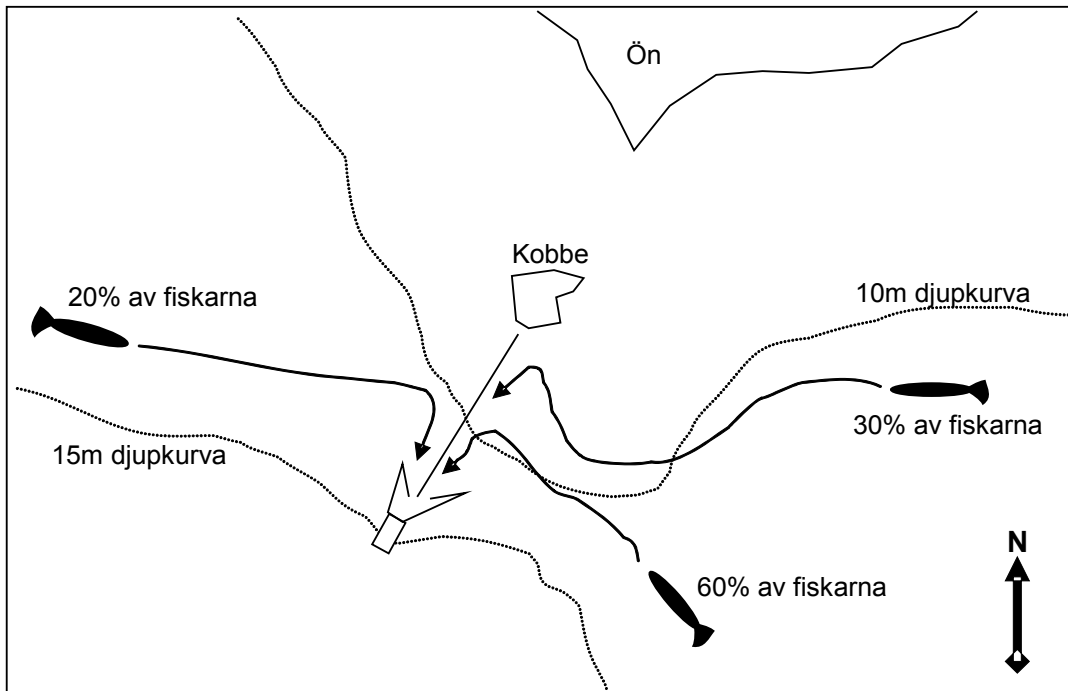 Ön
Kobbe
20% av fiskarna
10m djupkurva
30% av fiskarna
15m djupkurva
N
60% av fiskarna